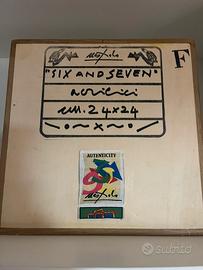 F
"SIX AND SEVEN"
acrilici
cm. 24x24
AUTENTICITY
subito